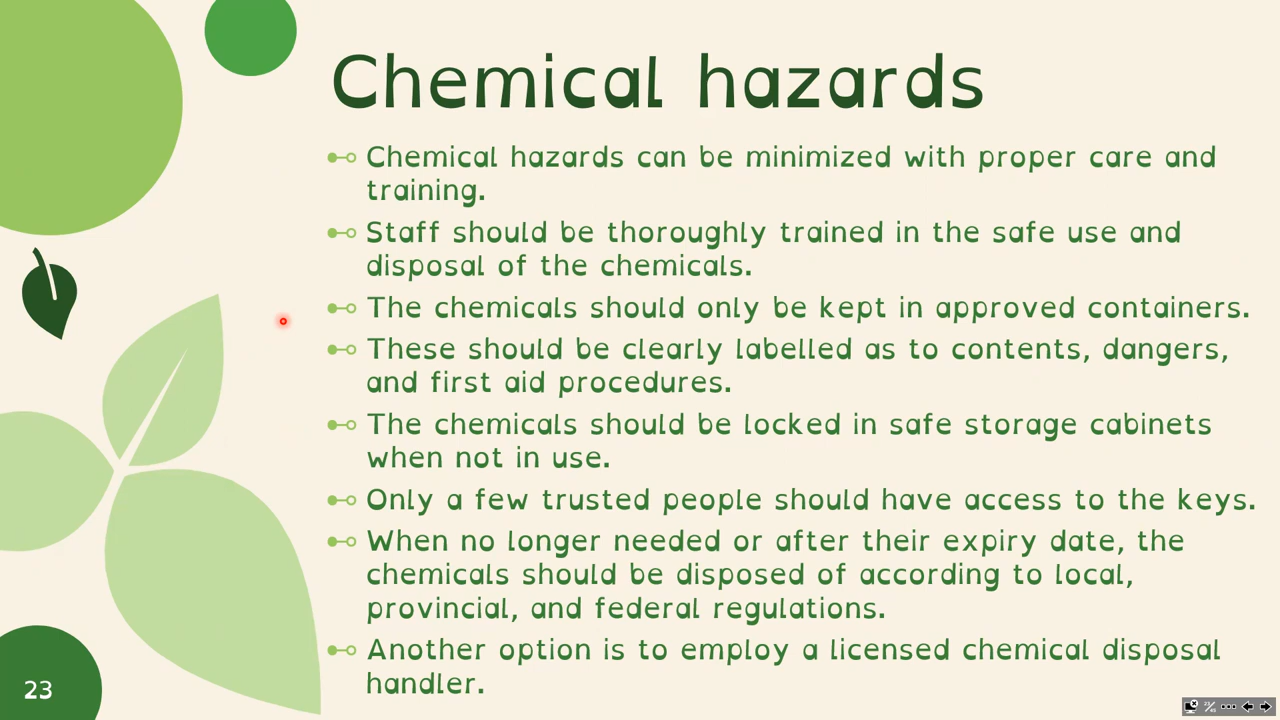 Chemical hazards
Chemical hazards can be minimized with proper care and
training.
Staff should be thoroughly trained in the safe use and
disposal of the chemicals.
The chemicals should only be kept in approved containers.
These should be clearly labelled as to contents, dangers,
and first aid procedures.
The chemicals should be locked in safe storage cabinets
when not in use.
Only a few trusted people should have access to the keys.
When no longer needed or after their expiry date, the
chemicals should be disposed of according to local,
provincial, and federal regulations.
Another option is to employ a licensed chemical disposal
handler.
23